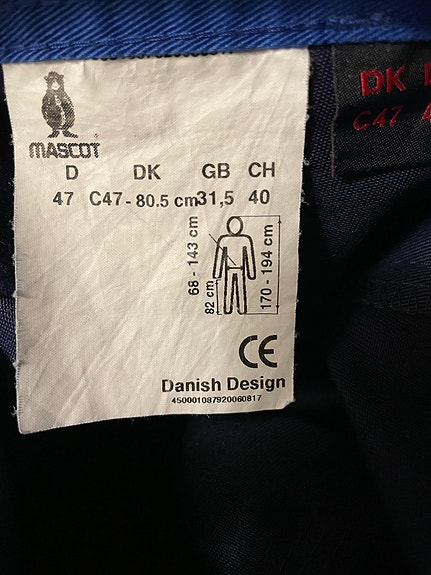 MASCOT
D DK GB CH
47 C47 - 80.5 cm 31,5 40
68 - 143 cm
82 cm
170 - 194 cm
CE
Danish Design
450001087920060817
DK
C47